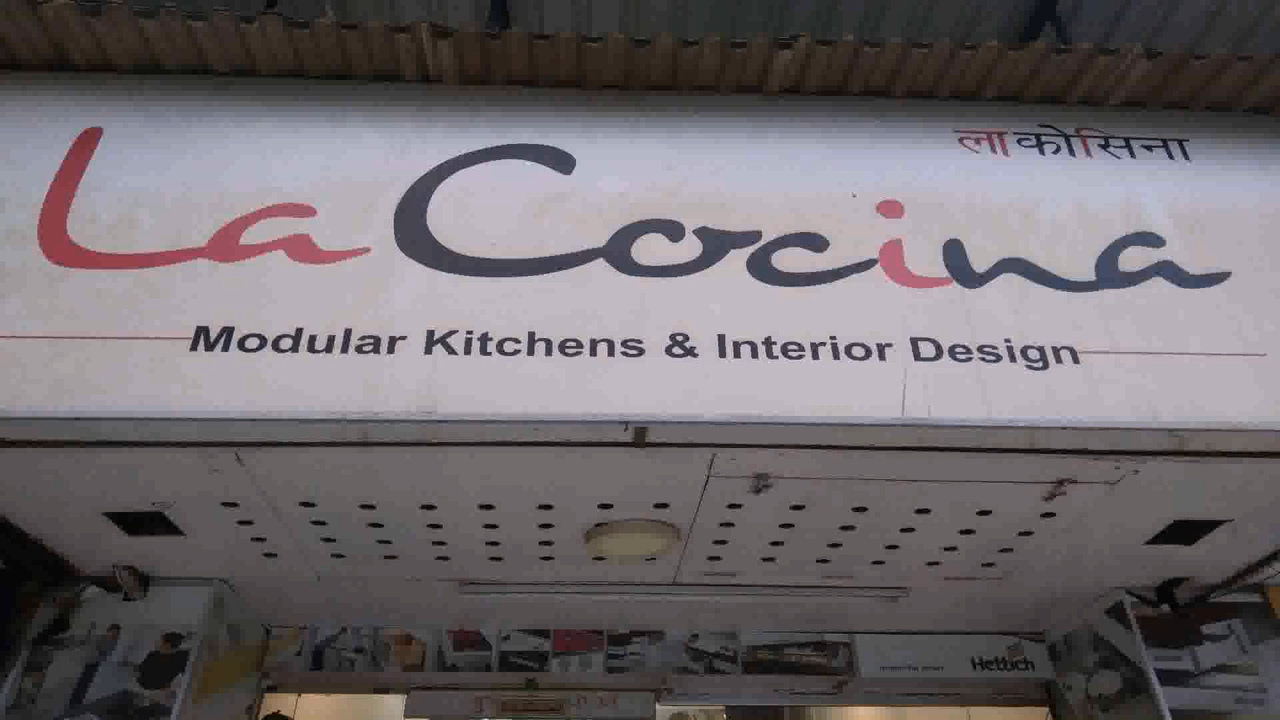 ला कोसिना
La Cocina
Modular Kitchens & Interior Design
Hettich